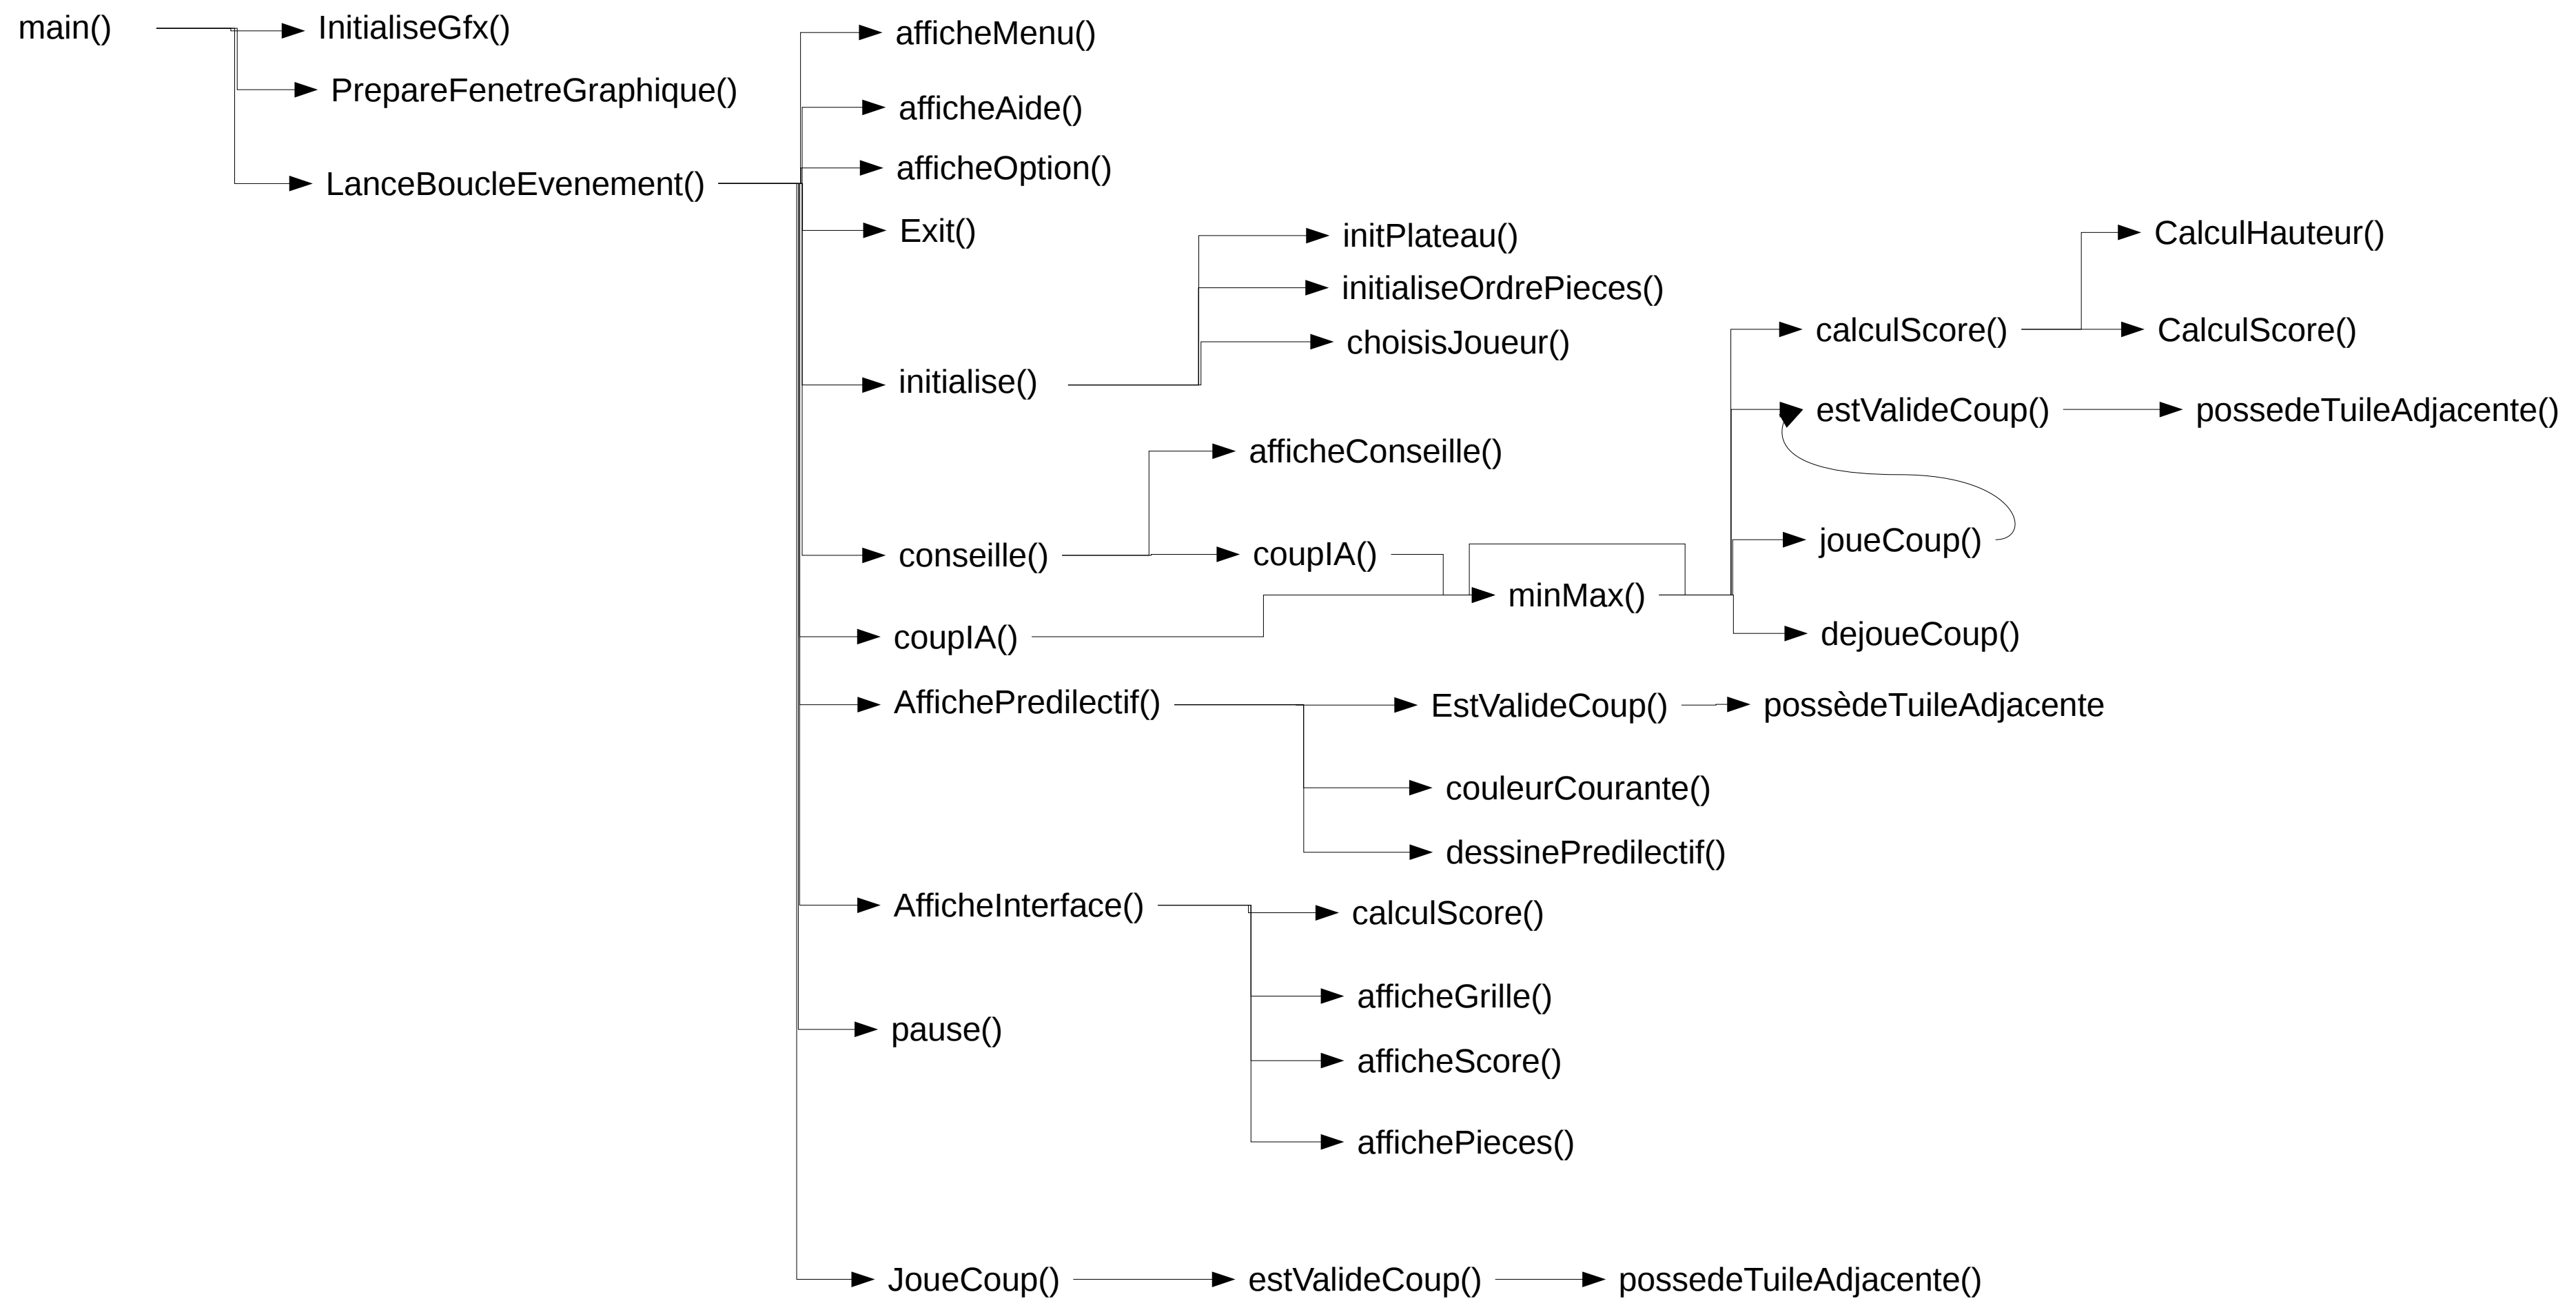 main()
InitialiseGfx()
PrepareFenetreGraphique()
LanceBoucleEvenement()
afficheMenu()
afficheAide()
afficheOption()
Exit()
initialise()
initPlateau()
initialiseOrdrePieces()
choisisJoueur()
conseille()
afficheConseille()
coupIA()
coupIA()
minMax()
calculScore()
CalculHauteur()
CalculScore()
estValideCoup()
possedeTuileAdjacente()
joueCoup()
dejoueCoup()
AffichePredilectif()
EstValideCoup()
possèdeTuileAdjacente
couleurCourante()
dessinePredilectif()
AfficheInterface()
calculScore()
afficheGrille()
afficheScore()
affichePieces()
pause()
JoueCoup()
estValideCoup()
possedeTuileAdjacente()